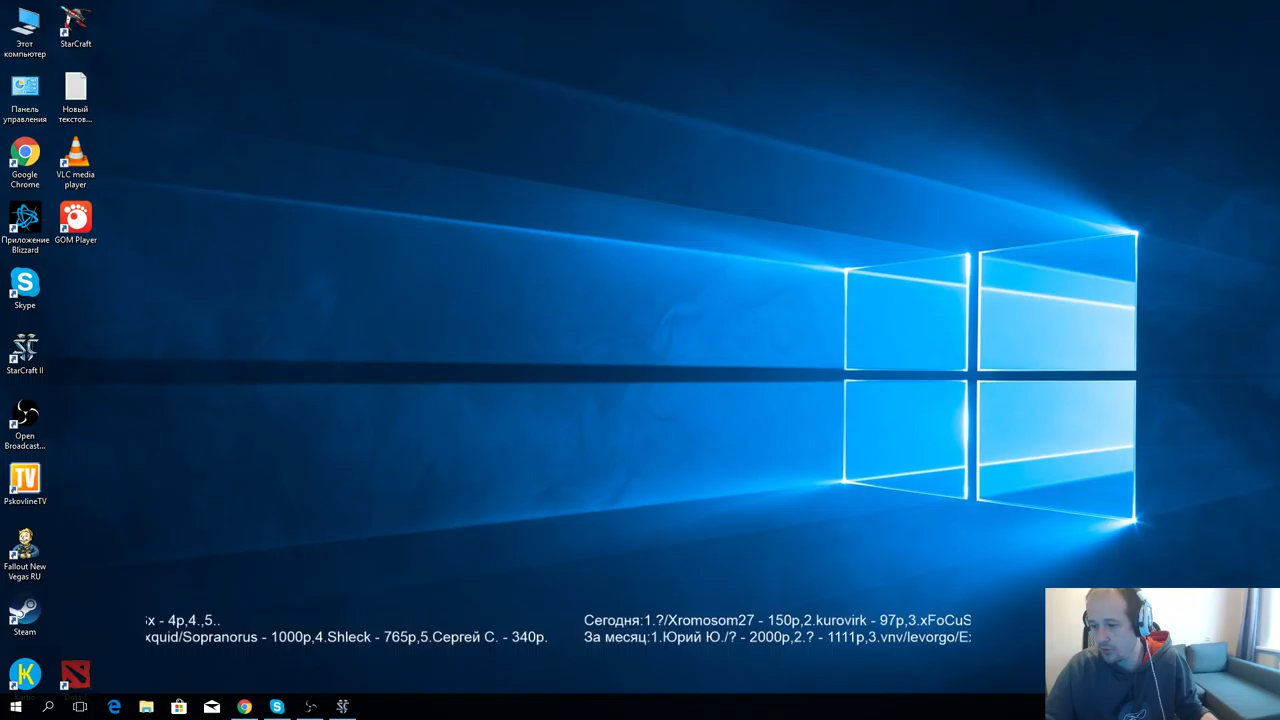 Этот
компьютер
StarCraft
Панель
управления
Новый
текстов...
Google
Chrome
VLC media
player
Приложение
Blizzard
GOM Player
Skype
StarCraft II
Open
Broadcast...
TV
PskovlineTV
Fallout New
Vegas RU
Steam
x - 4р,4.,5..
xquid/Sopranorus - 1000р,4.Shleck - 765р,5.Сергей С. - 340р.
Сегодня:1.?/Xromosom27 - 150р,2.kurovirk - 97р,3.xFoCuS
За месяц:1.Юрий Ю./? - 2000р,2.? - 1111р,3.vnv/levorgo/Ex